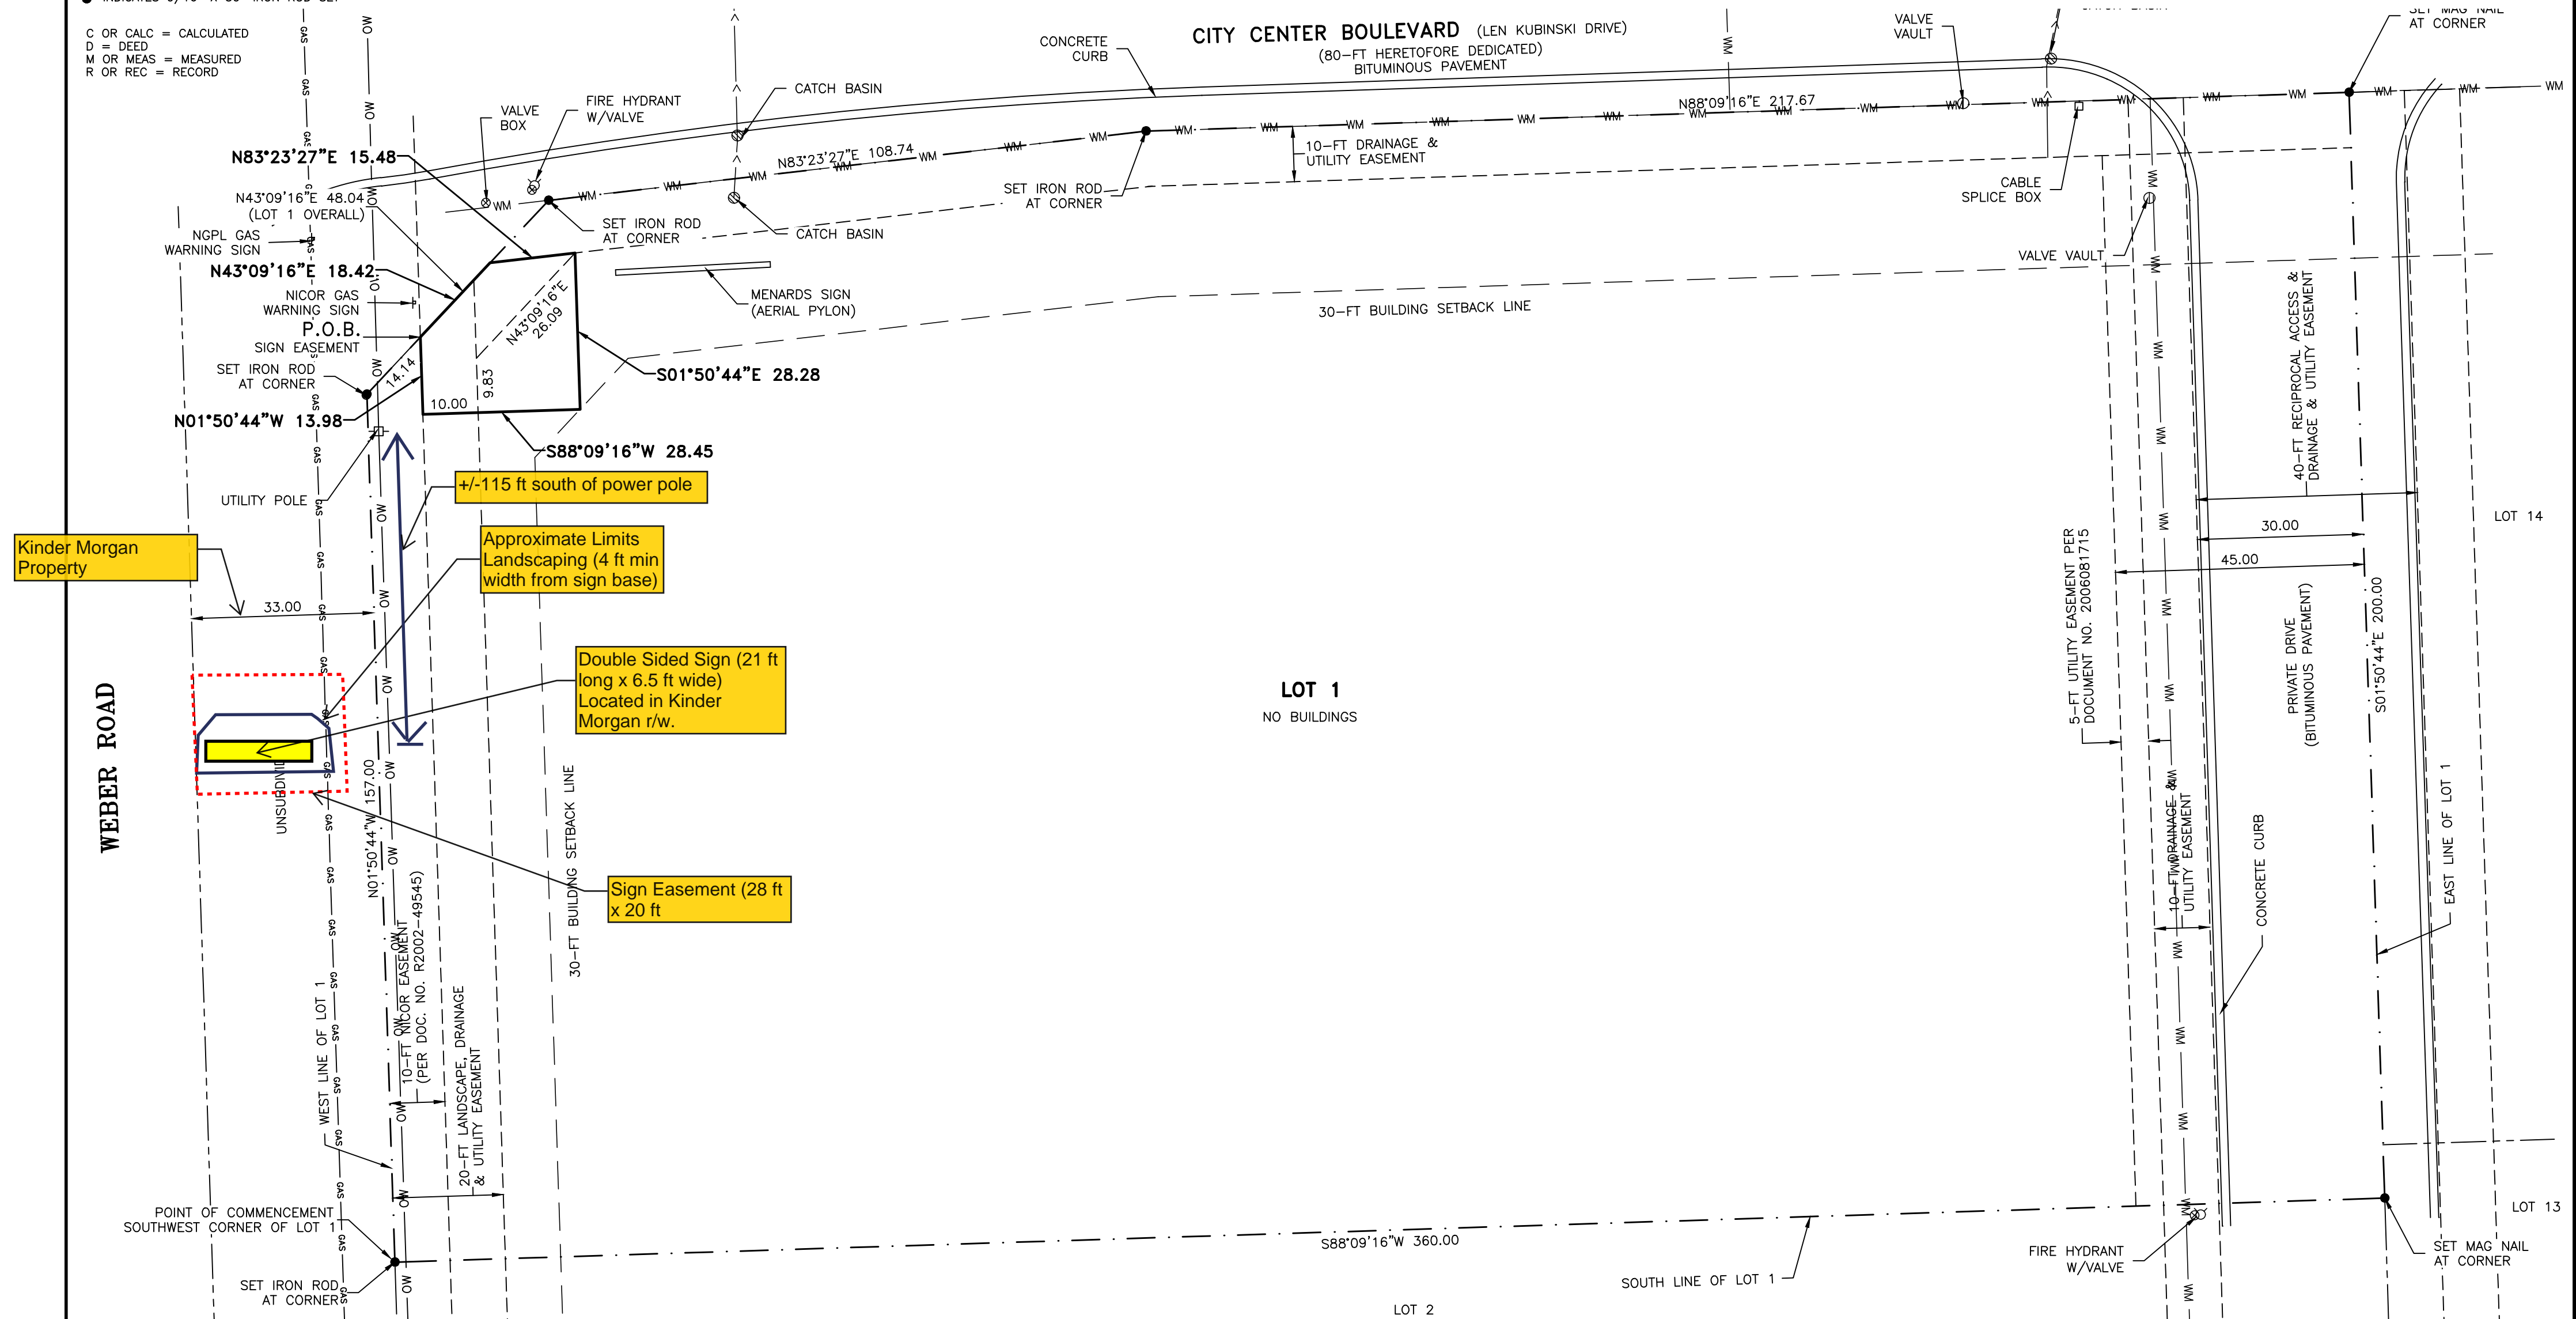 C OR CALC = CALCULATED
D = DEED
M OR MEAS = MEASURED
R OR REC = RECORD
CITY CENTER BOULEVARD (LEN KUBINSKI DRIVE)
(80-FT HERETOFORE DEDICATED)
BITUMINOUS PAVEMENT
CONCRETE
CURB
VALVE
VAULT
SET MAG NAIL
AT CORNER
CATCH BASIN
VALVE
BOX
FIRE HYDRANT
W/VALVE
CATCH BASIN
N88°09'16"E 217.67
N83°23'27"E 15.48
N83°23'27"E 108.74
10-FT DRAINAGE &
UTILITY EASEMENT
N43°09'16"E 48.04
(LOT 1 OVERALL)
SET IRON ROD
AT CORNER
SET IRON ROD
AT CORNER
CATCH BASIN
CABLE
SPLICE BOX
NGPL GAS
WARNING SIGN
VALVE VAULT
N43°09'16"E 18.42
NICOR GAS
WARNING SIGN
MENARDS SIGN
(AERIAL PYLON)
30-FT BUILDING SETBACK LINE
N43°09'16"E
26.09
P.O.B.
SIGN EASEMENT
SET IRON ROD
AT CORNER
14.14
9.83
10.00
S01°50'44"E 28.28
N01°50'44"W 13.98
S88°09'16"W 28.45
40-FT RECIPROCAL ACCESS &
DRAINAGE & UTILITY EASEMENT
+/-115 ft south of power pole
UTILITY POLE
LOT 14
30.00
45.00
Kinder Morgan
Property
Approximate Limits
Landscaping (4 ft min
width from sign base)
33.00
5-FT UTILITY EASEMENT PER
DOCUMENT NO. 2006081715
PRIVATE DRIVE
(BITUMINOUS PAVEMENT)
S01°50'44"E 200.00
Double Sided Sign (21 ft
long x 6.5 ft wide)
Located in Kinder
Morgan r/w.
LOT 1
NO BUILDINGS
WEBER ROAD
UNSUBDIVID
N01°50'44"W 157.00
30-FT BUILDING SETBACK LINE
Sign Easement (28 ft
x 20 ft
10-FT DRAINAGE &
UTILITY EASEMENT
CONCRETE CURB
EAST LINE OF LOT 1
WEST LINE OF LOT 1
10-FT NICOR EASEMENT
(PER DOC. NO. R2002-49545)
20-FT LANDSCAPE, DRAINAGE
& UTILITY EASEMENT
POINT OF COMMENCEMENT
SOUTHWEST CORNER OF LOT 1
SET IRON ROD
AT CORNER
S88°09'16"W 360.00
SOUTH LINE OF LOT 1
LOT 2
FIRE HYDRANT
W/VALVE
SET MAG NAIL
AT CORNER
LOT 13